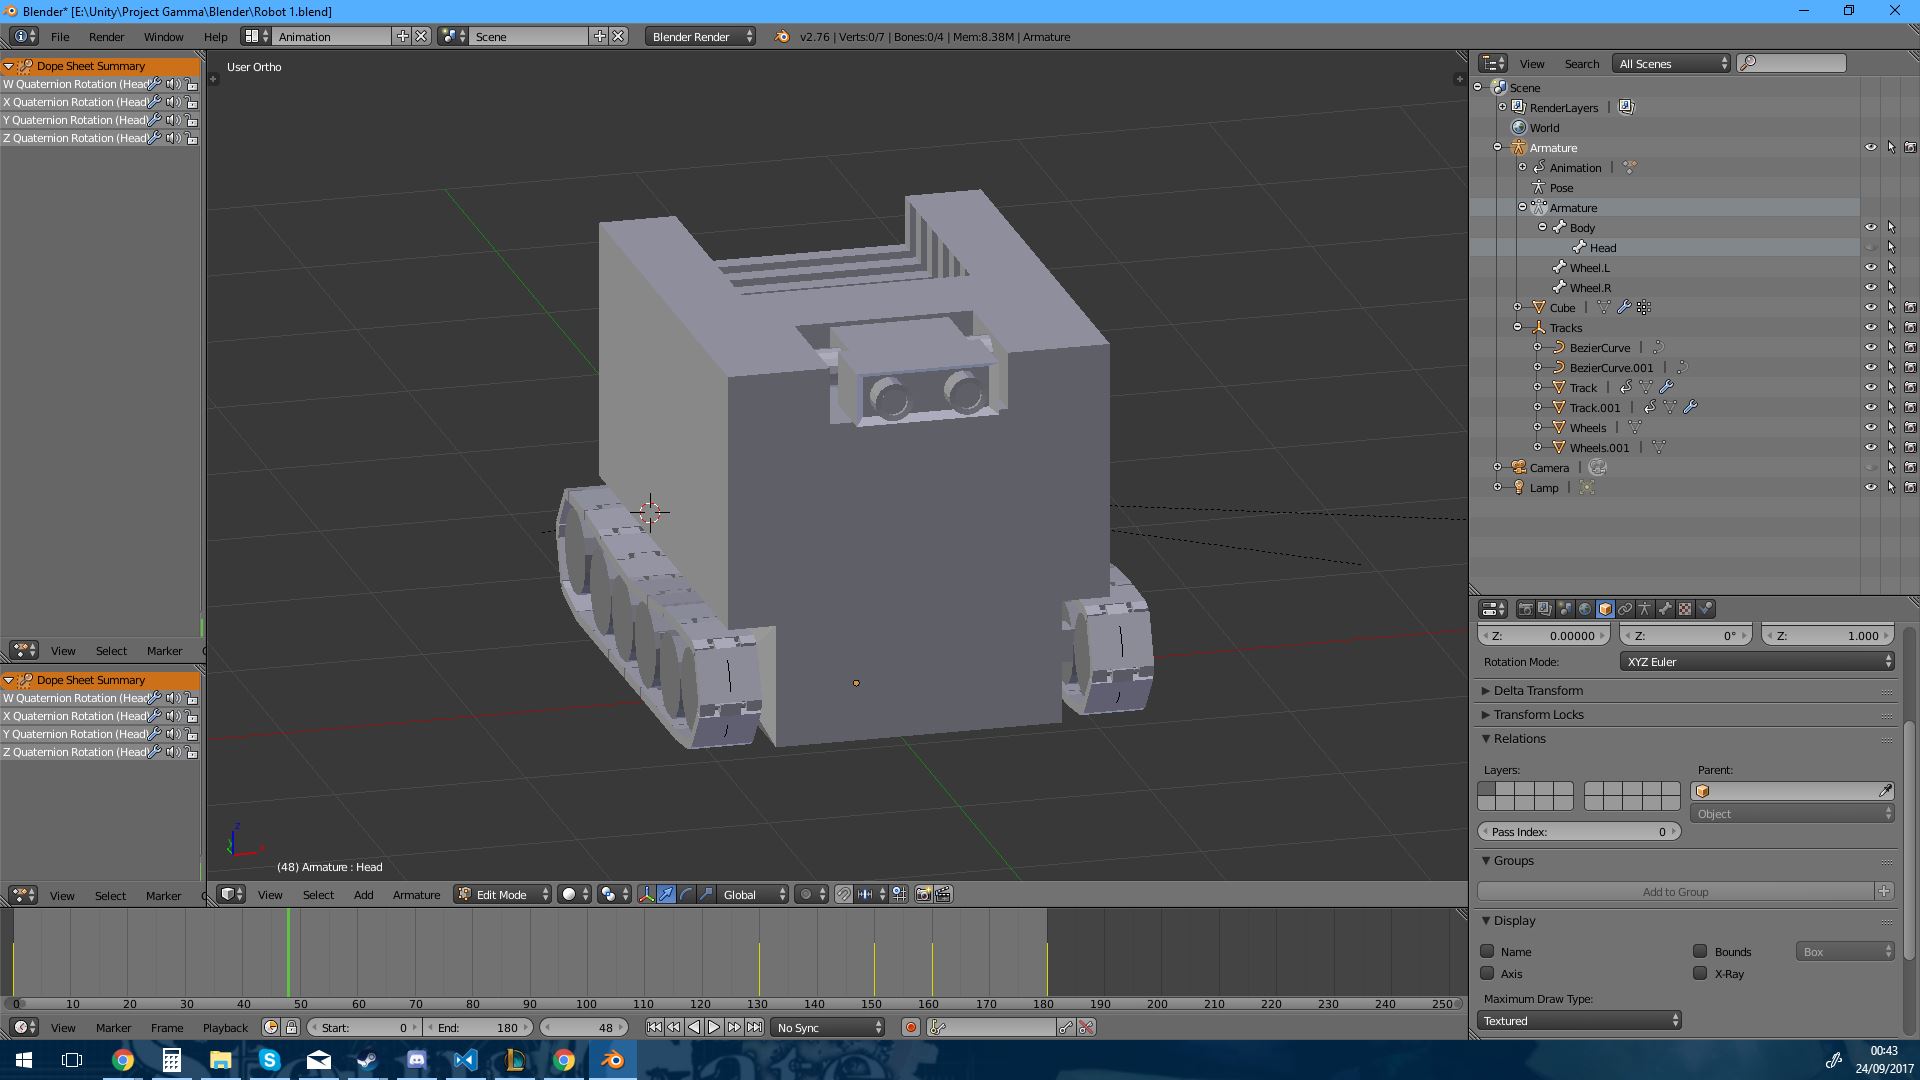 Blender* [E:\Unity\Project Gamma\Blender\Robot 1.blend]
File Render Window Help Animation Scene Blender Render v2.76 | Verts:0/7 | Bones:0/4 | Mem:8.38M | Armature
Dope Sheet Summary
W Quaternion Rotation (Head)
X Quaternion Rotation (Head)
Y Quaternion Rotation (Head)
Z Quaternion Rotation (Head)
View Select Marker
Dope Sheet Summary
W Quaternion Rotation (Head)
X Quaternion Rotation (Head)
Y Quaternion Rotation (Head)
Z Quaternion Rotation (Head)
View Select Marker
User Ortho
(48) Armature : Head
View Select Add Armature Edit Mode Global
View Search All Scenes
Scene
RenderLayers |
World
Armature
Animation |
Pose
Armature
Body
Head
Wheel.L
Wheel.R
Cube |
Tracks
BezierCurve |
BezierCurve.001 |
Track |
Track.001 |
Wheels |
Wheels.001 |
Camera |
Lamp |
Z: 0.00000 Z: 0° Z: 1.000
Rotation Mode: XYZ Euler
Delta Transform
Transform Locks
Relations
Layers: Parent:
Object
Pass Index: 0
Groups
Add to Group
Display
Name Bounds Box
Axis X-Ray
Maximum Draw Type:
Textured
0 10 20 30 40 50 60 70 80 90 100 110 120 130 140 150 160 170 180 190 200 210 220 230 240 250
View Marker Frame Playback Start: 0 End: 180 48 No Sync
00:43
24/09/2017